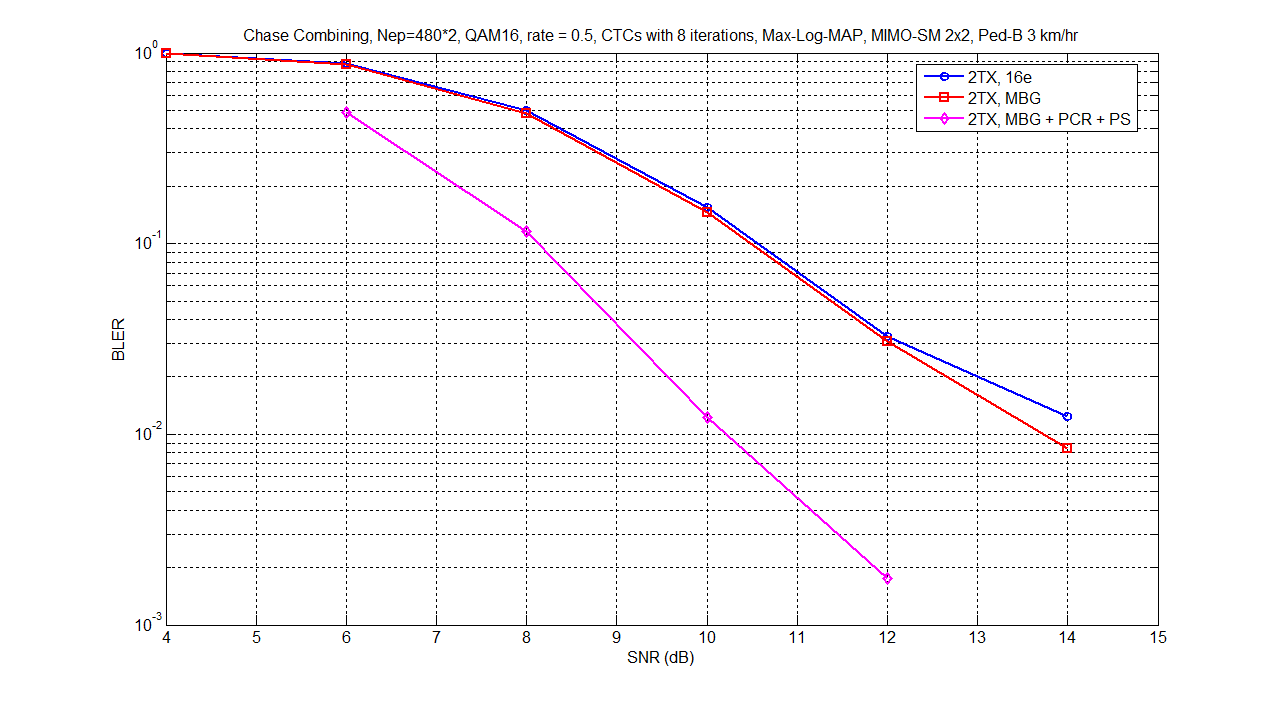 Chase Combining, Nep=480*2, QAM16, rate = 0.5, CTCs with 8 iterations, Max-Log-MAP, MIMO-SM 2x2, Ped-B 3 km/hr
2TX, 16e
2TX, MBG
2TX, MBG + PCR + PS
10^0
10^-1
10^-2
10^-3
BLER
4 5 6 7 8 9 10 11 12 13 14 15
SNR (dB)